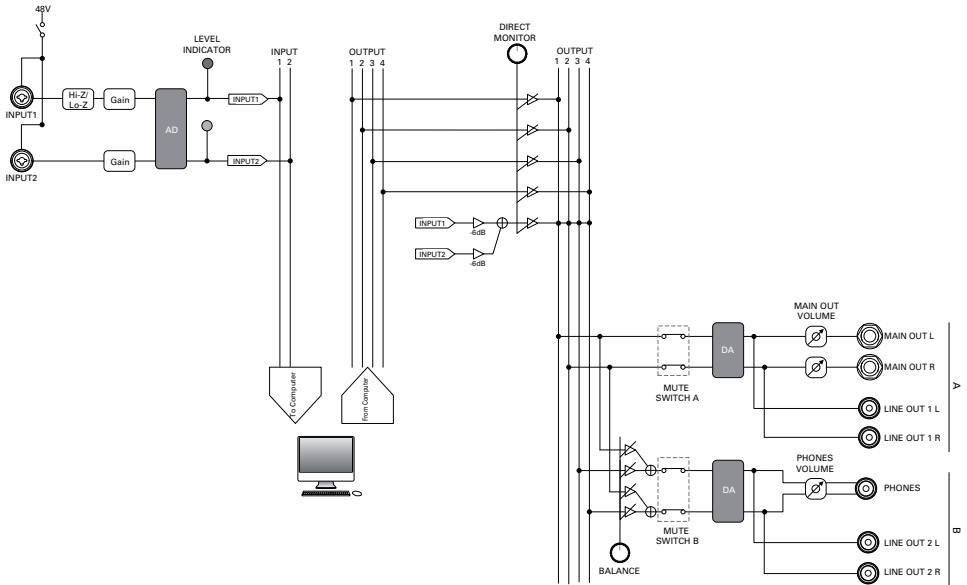 48V
LEVEL
INDICATOR
INPUT
1 2
OUTPUT
1 2 3 4
DIRECT
MONITOR
OUTPUT
1 2 3 4
INPUT1
Hi-Z/
Lo-Z
Gain
AD
INPUT1
INPUT2
Gain
INPUT2
INPUT1
-6dB
INPUT2
-6dB
To Computer
From Computer
MAIN OUT
VOLUME
MUTE
SWITCH A
DA
MAIN OUT L
MAIN OUT R
LINE OUT 1 L
LINE OUT 1 R
A
PHONES
VOLUME
MUTE
SWITCH B
DA
PHONES
LINE OUT 2 L
LINE OUT 2 R
B
BALANCE